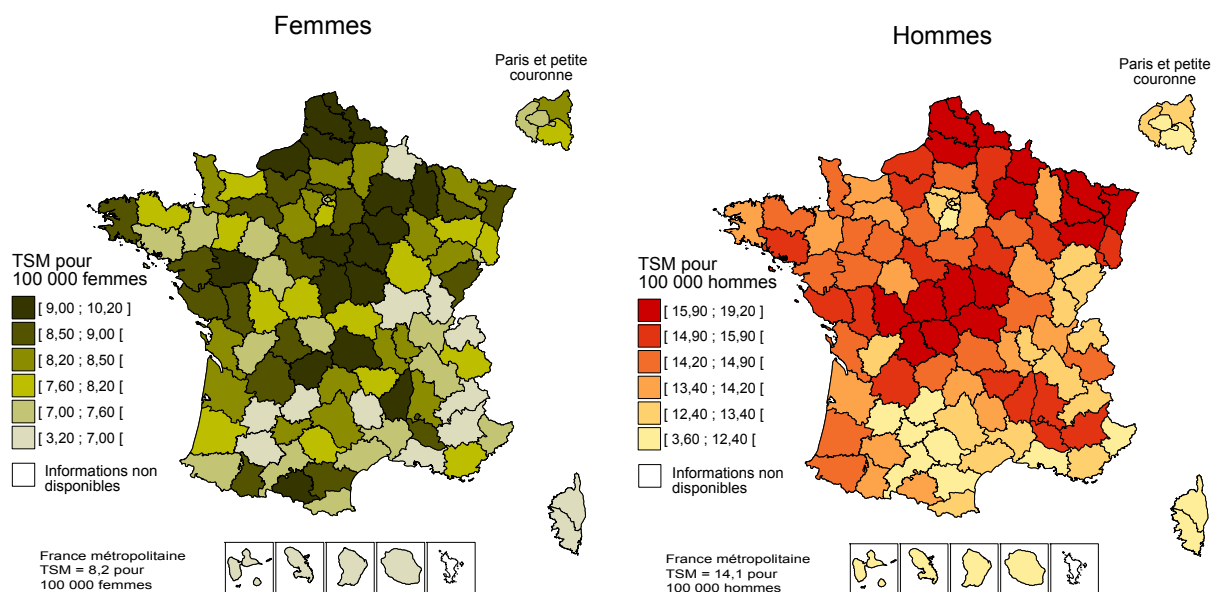 Femmes
Paris et petite
couronne
TSM pour
100 000 femmes
[ 9,00 ; 10,20 ]
[ 8,50 ; 9,00 [
[ 8,20 ; 8,50 [
[ 7,60 ; 8,20 [
[ 7,00 ; 7,60 [
[ 3,20 ; 7,00 [
Informations non
disponibles
France métropolitaine
TSM = 8,2 pour
100 000 femmes
Hommes
Paris et petite
couronne
TSM pour
100 000 hommes
[ 15,90 ; 19,20 ]
[ 14,90 ; 15,90 [
[ 14,20 ; 14,90 [
[ 13,40 ; 14,20 [
[ 12,40 ; 13,40 [
[ 3,60 ; 12,40 [
Informations non
disponibles
France métropolitaine
TSM = 14,1 pour
100 000 hommes